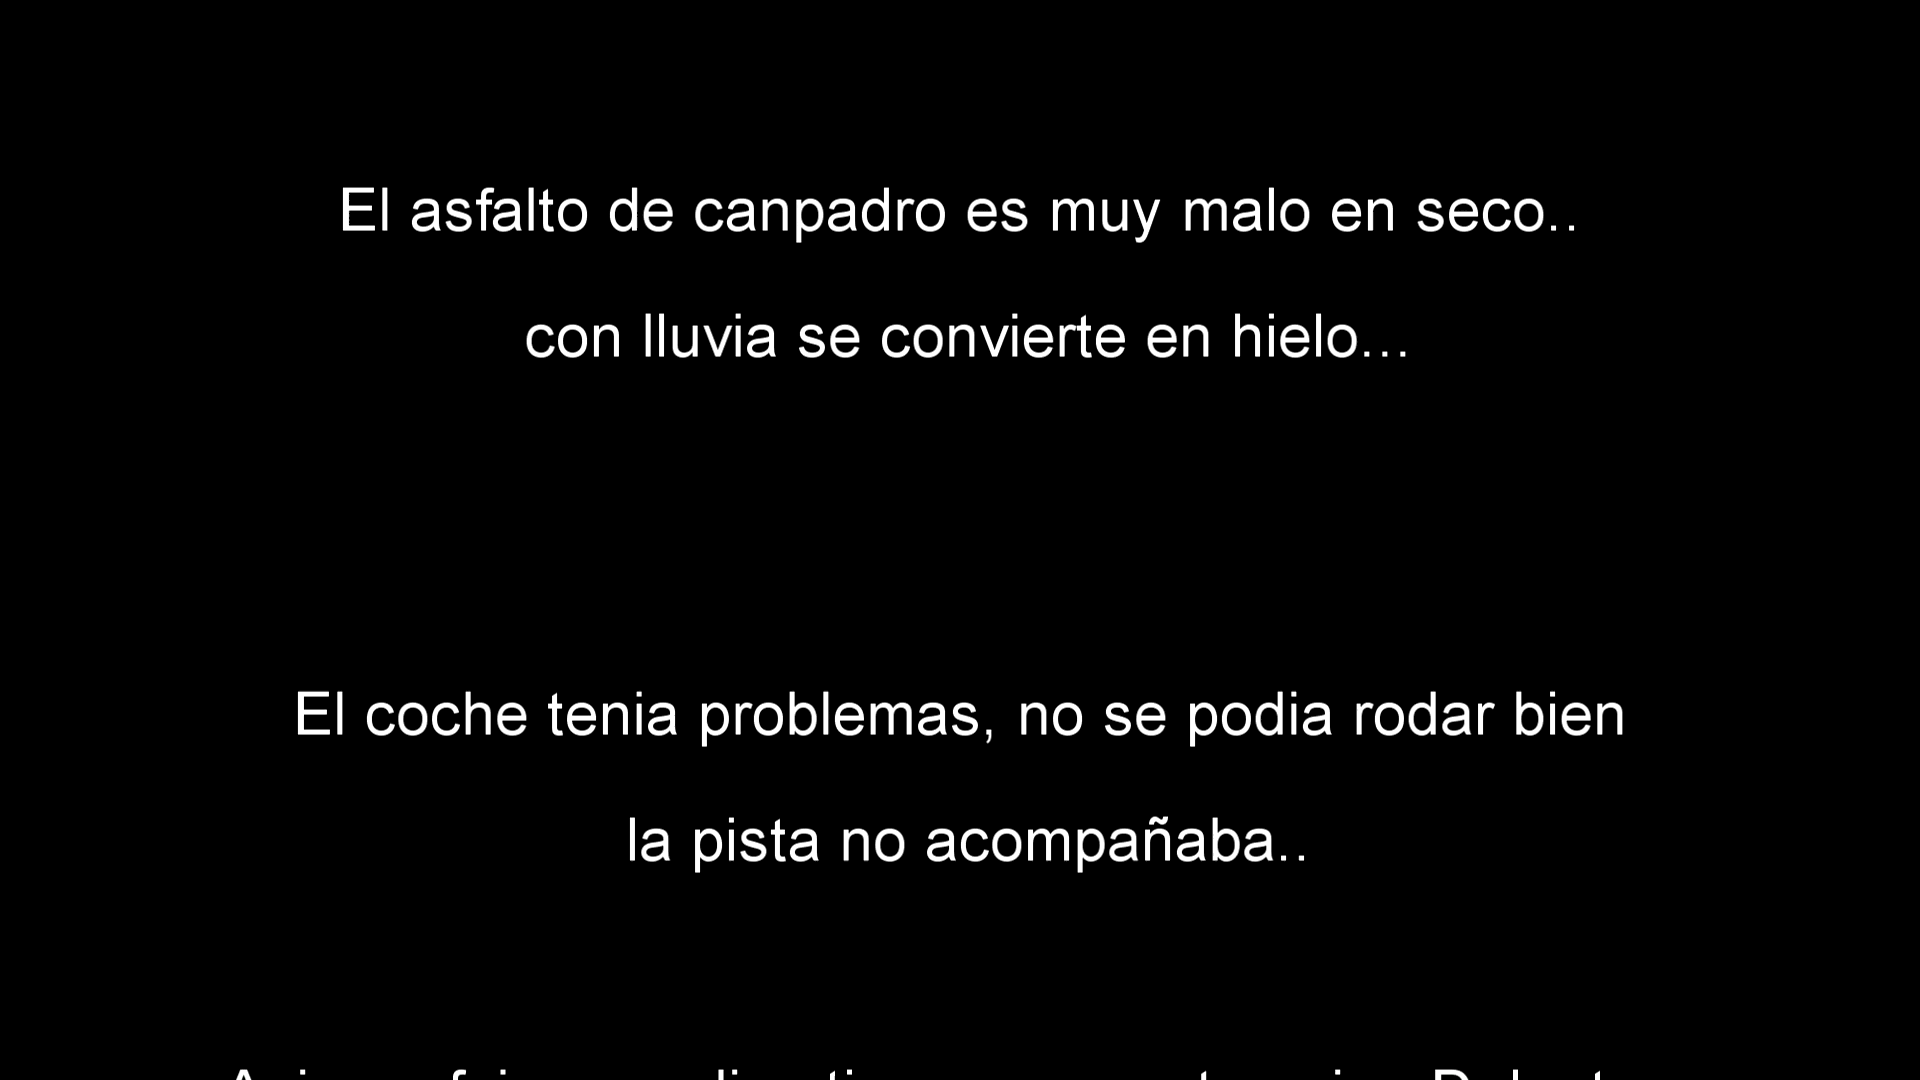 El asfalto de canpadro es muy malo en seco..
con lluvia se convierte en hielo...
El coche tenia problemas, no se podia rodar bien
la pista no acompañaba..